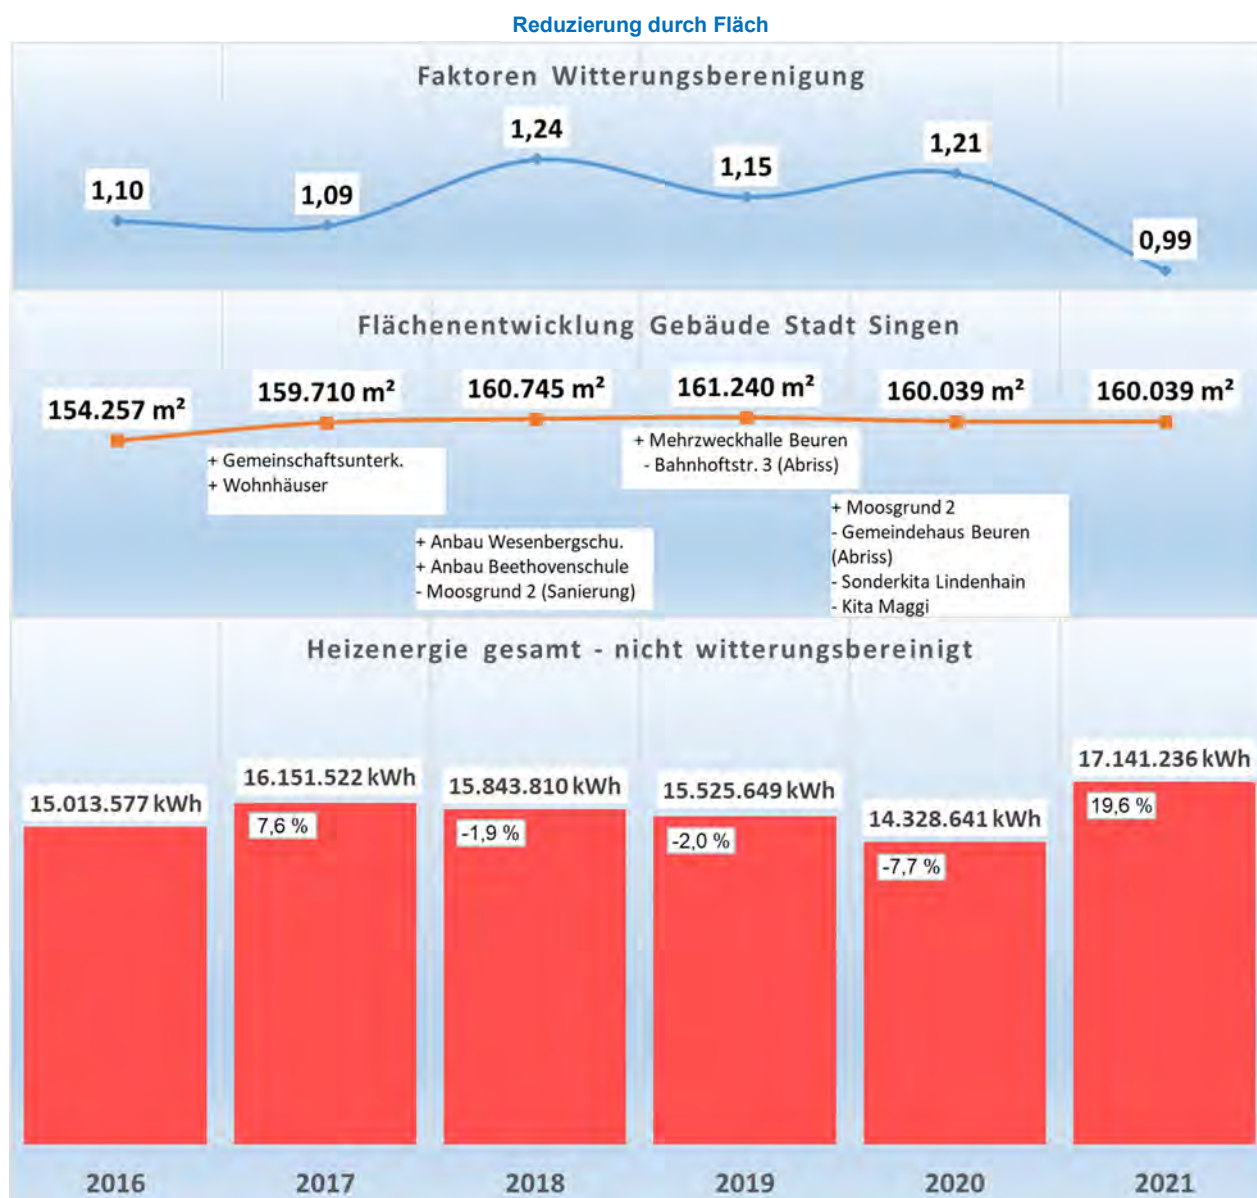 Reduzierung durch Fläch
Faktoren Witterungsberenigung
1,10
1,09
1,24
1,15
1,21
0,99
Flächenentwicklung Gebäude Stadt Singen
154.257 m²
159.710 m²
160.745 m²
161.240 m²
160.039 m²
160.039 m²
+ Gemeinschaftsunterk.
+ Wohnhäuser
+ Anbau Wesenbergschu.
+ Anbau Beethovenschule
- Moosgrund 2 (Sanierung)
+ Mehrzweckhalle Beuren
- Bahnhoftstr. 3 (Abriss)
+ Moosgrund 2
- Gemeindehaus Beuren
(Abriss)
- Sonderkita Lindenhain
- Kita Maggi
Heizenergie gesamt - nicht witterungsbereinigt
15.013.577 kWh
16.151.522 kWh
15.843.810 kWh
15.525.649 kWh
14.328.641 kWh
17.141.236 kWh
7,6 %
-1,9 %
-2,0 %
-7,7 %
19,6 %
2016
2017
2018
2019
2020
2021